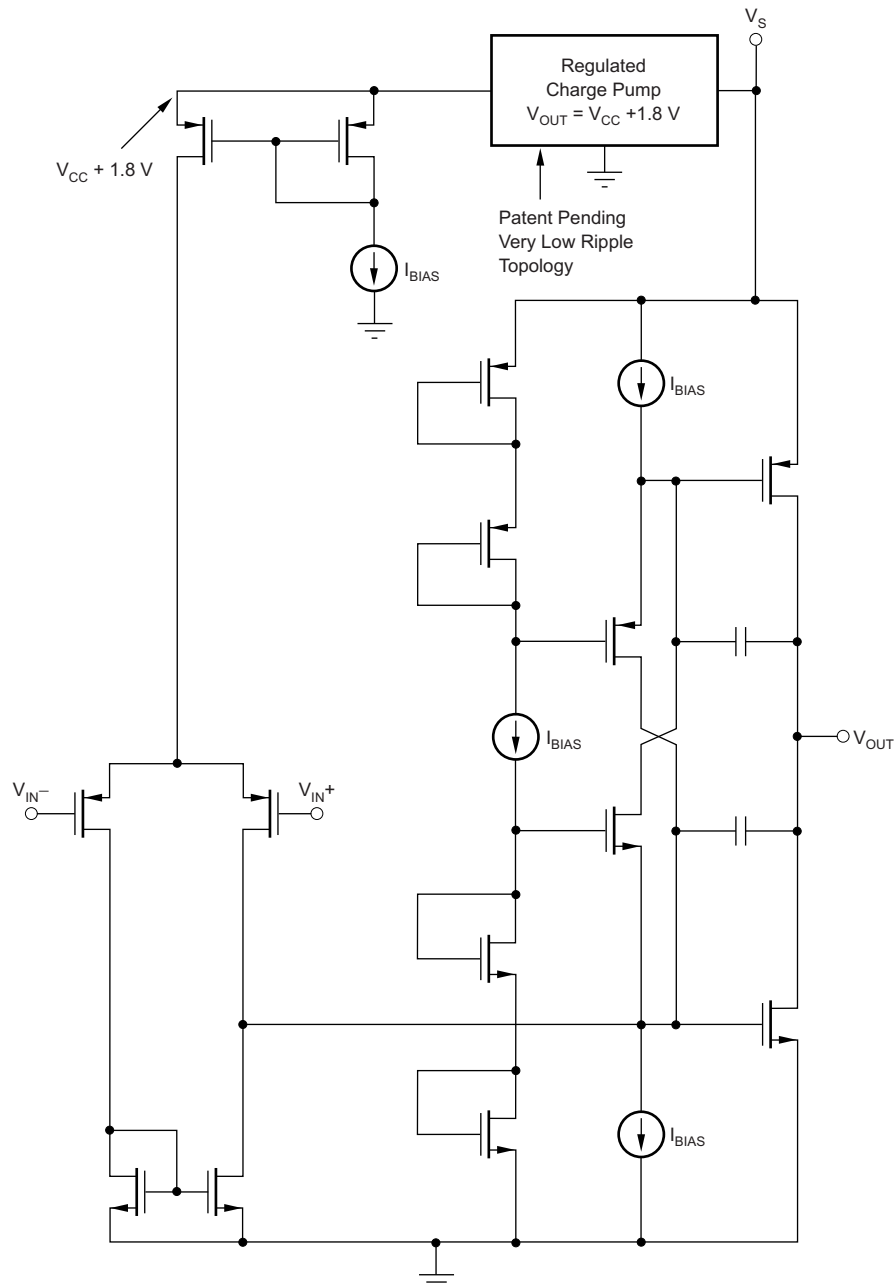 V_S
Regulated
Charge Pump
V_OUT = V_CC +1.8 V
V_CC + 1.8 V
Patent Pending
Very Low Ripple
Topology
I_BIAS
I_BIAS
I_BIAS
V_OUT
V_IN−
V_IN+
I_BIAS